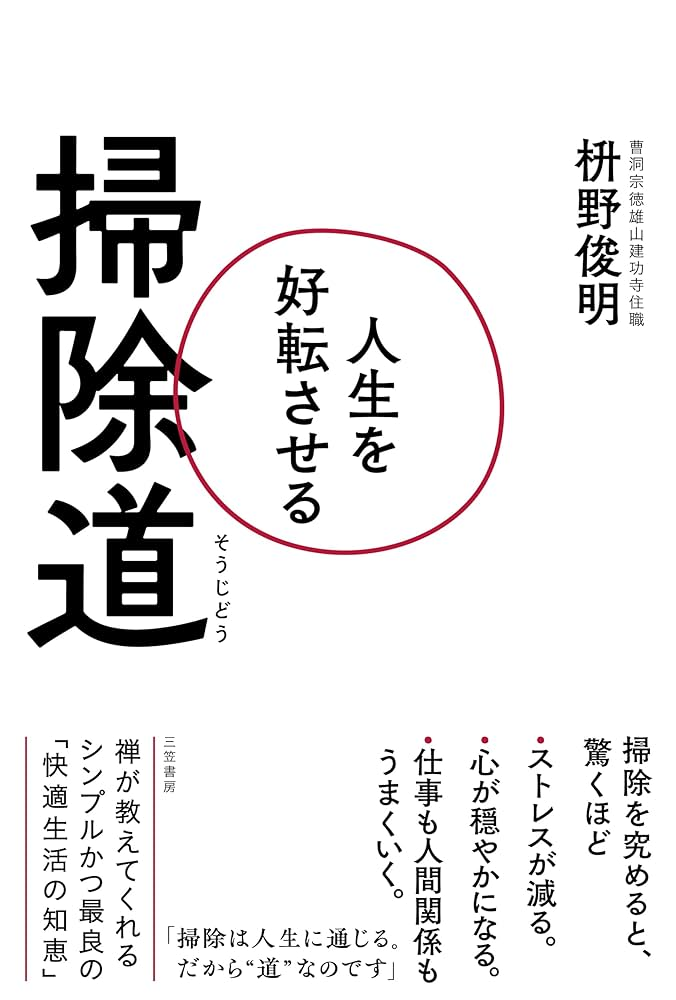 曹洞宗徳雄山建功寺住職
枡野俊明
人生を
好転させる
掃除道
そうじどう
掃除を究めると、
驚くほど
・ストレスが減る。
・心が穏やかになる。
・仕事も人間関係も
うまくいく。
「掃除は人生に通じる。
だから“道”なのです」
三笠書房
禅が教えてくれる
シンプルかつ最良の
「快適生活の知恵」